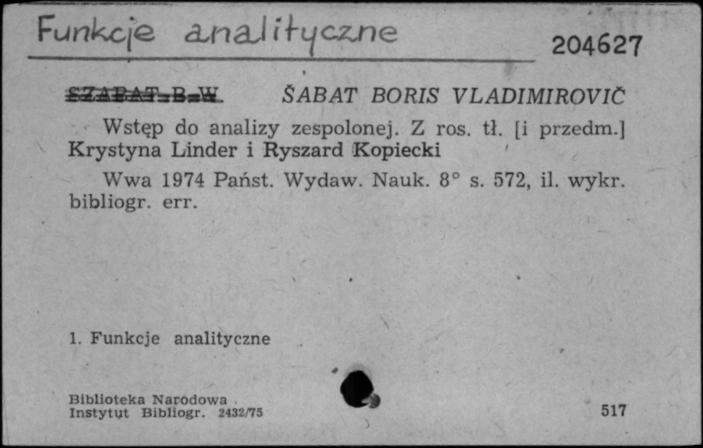 Funkcje analityczne
204627
SZABAT B. W. ŠABAT BORIS VLADIMIROVIČ
Wstęp do analizy zespolonej. Z ros. tł. [i przedm.]
Krystyna Linder i Ryszard Kopiecki
Wwa 1974 Państ. Wydaw. Nauk. 8° s. 572, il. wykr.
bibliogr. err.
1. Funkcje analityczne
Biblioteka Narodowa
Instytut Bibliogr. 2432/75
517